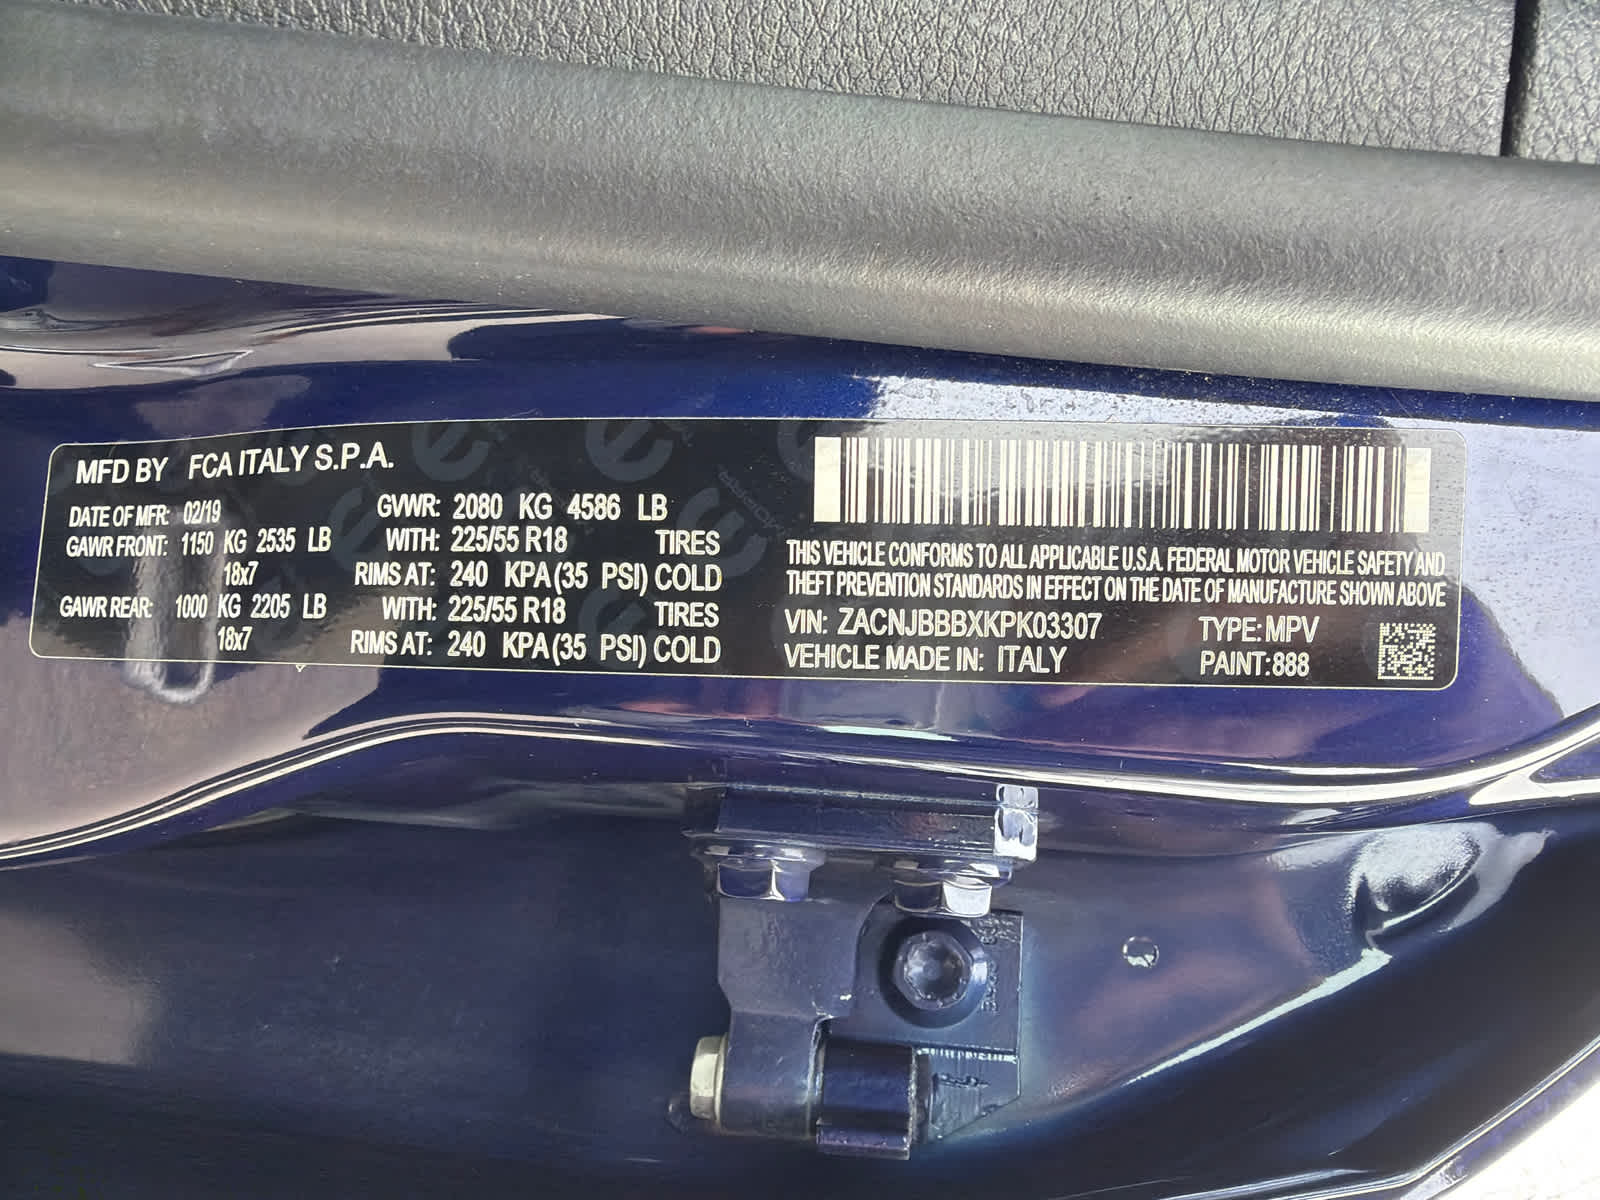 MFD BY FCA ITALY S.P.A.
DATE OF MFR: 02/19 GVWR: 2080 KG 4586 LB
GAWR FRONT: 1150 KG 2535 LB WITH: 225/55 R18 TIRES
18x7 RIMS AT: 240 KPA (35 PSI) COLD
GAWR REAR: 1000 KG 2205 LB WITH: 225/55 R18 TIRES
18x7 RIMS AT: 240 KPA (35 PSI) COLD
THIS VEHICLE CONFORMS TO ALL APPLICABLE U.S.A. FEDERAL MOTOR VEHICLE SAFETY AND
THEFT PREVENTION STANDARDS IN EFFECT ON THE DATE OF MANUFACTURE SHOWN ABOVE
VIN: ZACNJBBBXKPK03307 TYPE: MPV
VEHICLE MADE IN: ITALY PAINT: 888